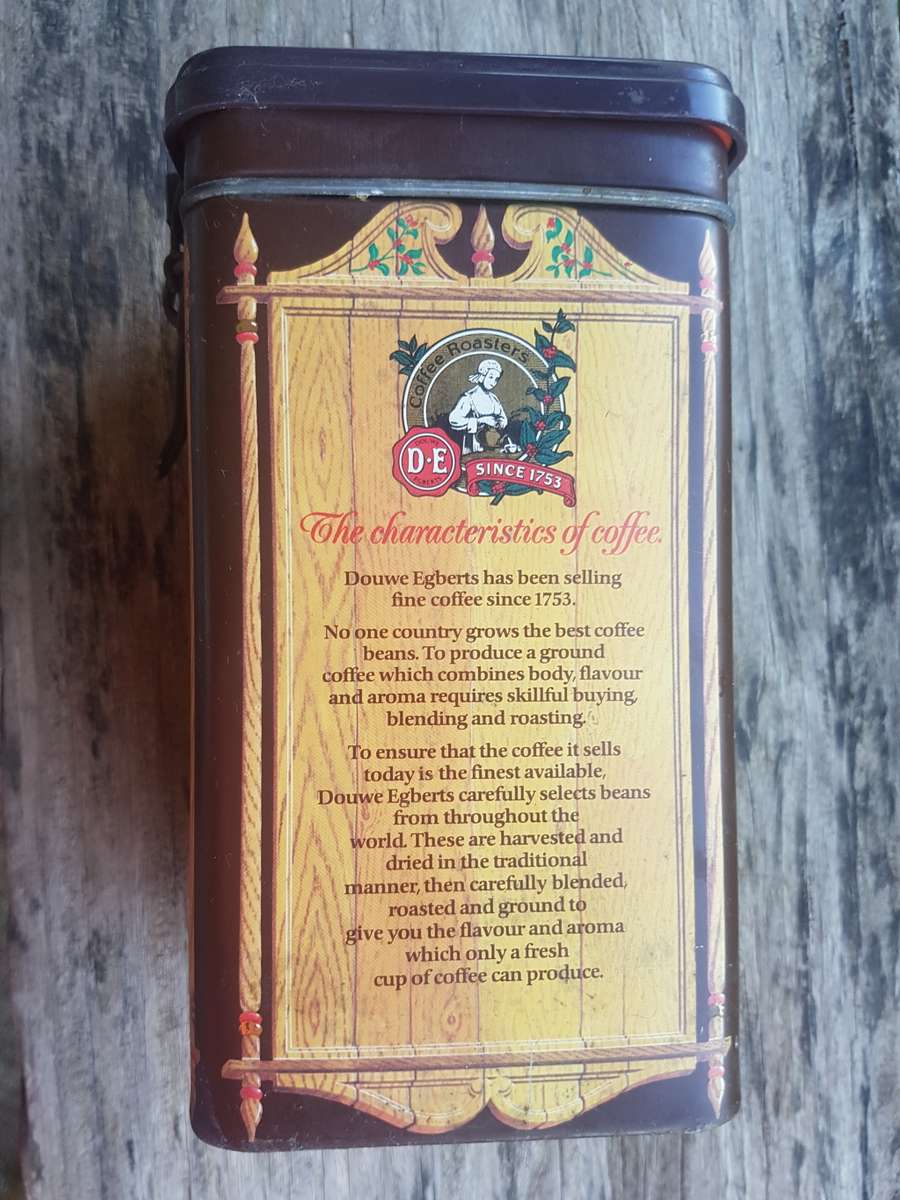 Coffee Roasters
DOUWE
D·E
EGBERTS
SINCE 1753
The characteristics of coffee.
Douwe Egberts has been selling
fine coffee since 1753.
No one country grows the best coffee
beans. To produce a ground
coffee which combines body, flavour
and aroma requires skillful buying,
blending and roasting.
To ensure that the coffee it sells
today is the finest available,
Douwe Egberts carefully selects beans
from throughout the
world. These are harvested and
dried in the traditional
manner, then carefully blended,
roasted and ground to
give you the flavour and aroma
which only a fresh
cup of coffee can produce.